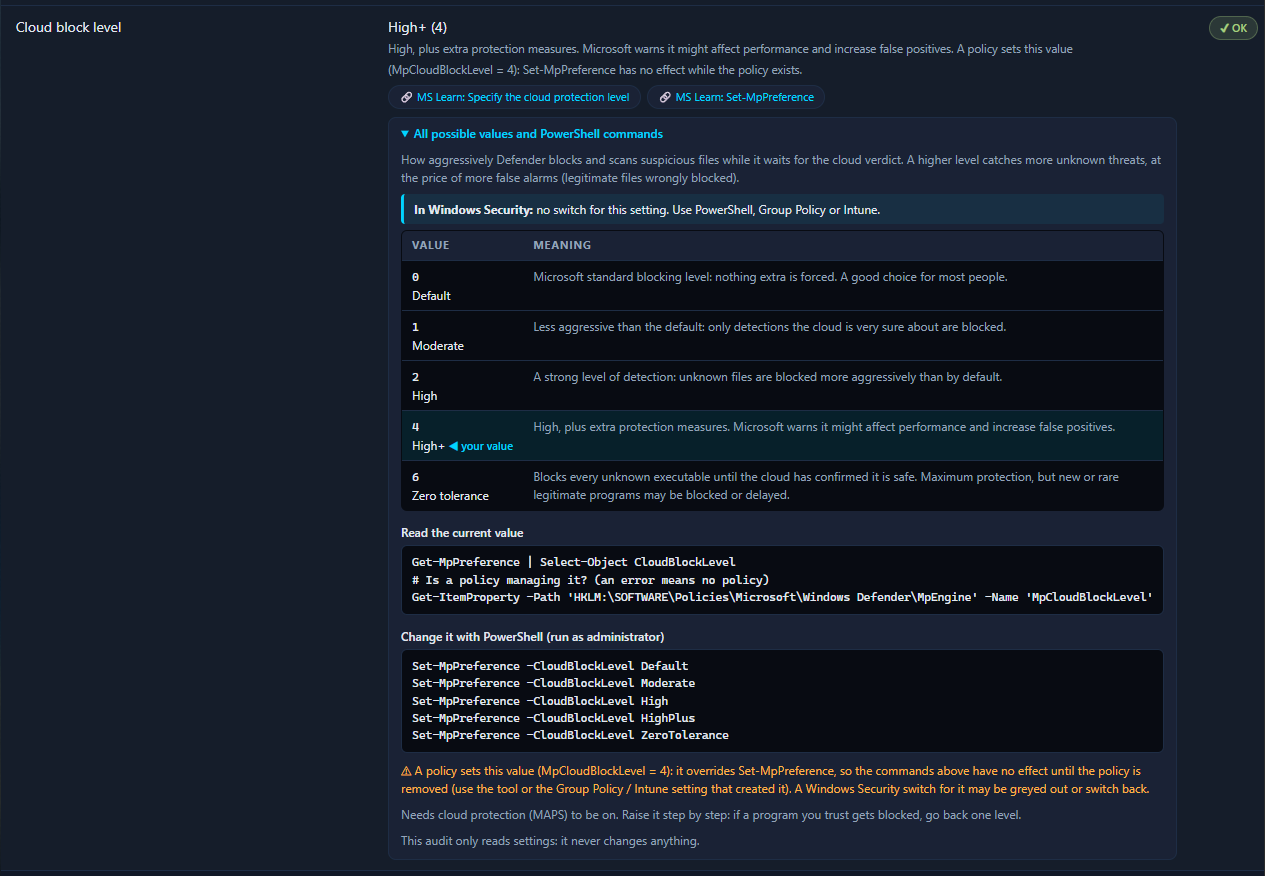 Cloud block level
High+ (4)
✓ OK
High, plus extra protection measures. Microsoft warns it might affect performance and increase false positives. A policy sets this value
(MpCloudBlockLevel = 4): Set-MpPreference has no effect while the policy exists.
MS Learn: Specify the cloud protection level
MS Learn: Set-MpPreference
▼ All possible values and PowerShell commands
How aggressively Defender blocks and scans suspicious files while it waits for the cloud verdict. A higher level catches more unknown threats, at
the price of more false alarms (legitimate files wrongly blocked).
In Windows Security: no switch for this setting. Use PowerShell, Group Policy or Intune.
VALUE MEANING
0 Microsoft standard blocking level: nothing extra is forced. A good choice for most people.
Default
1 Less aggressive than the default: only detections the cloud is very sure about are blocked.
Moderate
2 A strong level of detection: unknown files are blocked more aggressively than by default.
High
4 High, plus extra protection measures. Microsoft warns it might affect performance and increase false positives.
High+ ◀ your value
6 Blocks every unknown executable until the cloud has confirmed it is safe. Maximum protection, but new or rare
legitimate programs may be blocked or delayed.
Zero tolerance
Read the current value
Get-MpPreference | Select-Object CloudBlockLevel
# Is a policy managing it? (an error means no policy)
Get-ItemProperty -Path 'HKLM:\SOFTWARE\Policies\Microsoft\Windows Defender\MpEngine' -Name 'MpCloudBlockLevel'
Change it with PowerShell (run as administrator)
Set-MpPreference -CloudBlockLevel Default
Set-MpPreference -CloudBlockLevel Moderate
Set-MpPreference -CloudBlockLevel High
Set-MpPreference -CloudBlockLevel HighPlus
Set-MpPreference -CloudBlockLevel ZeroTolerance
⚠ A policy sets this value (MpCloudBlockLevel = 4): it overrides Set-MpPreference, so the commands above have no effect until the policy is
removed (use the tool or the Group Policy / Intune setting that created it). A Windows Security switch for it may be greyed out or switch back.
Needs cloud protection (MAPS) to be on. Raise it step by step: if a program you trust gets blocked, go back one level.
This audit only reads settings: it never changes anything.